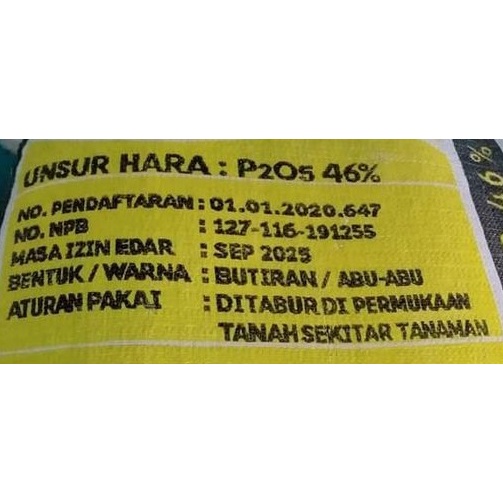 UNSUR HARA : P2O5 46%
NO. PENDAFTARAN : 01.01.2020.647
NO. NPB : 127-116-191255
MASA IZIN EDAR : SEP 2025
BENTUK / WARNA : BUTIRAN / ABU-ABU
ATURAN PAKAI : DITABUR DI PERMUKAAN
TANAH SEKITAR TANAMAN
46%